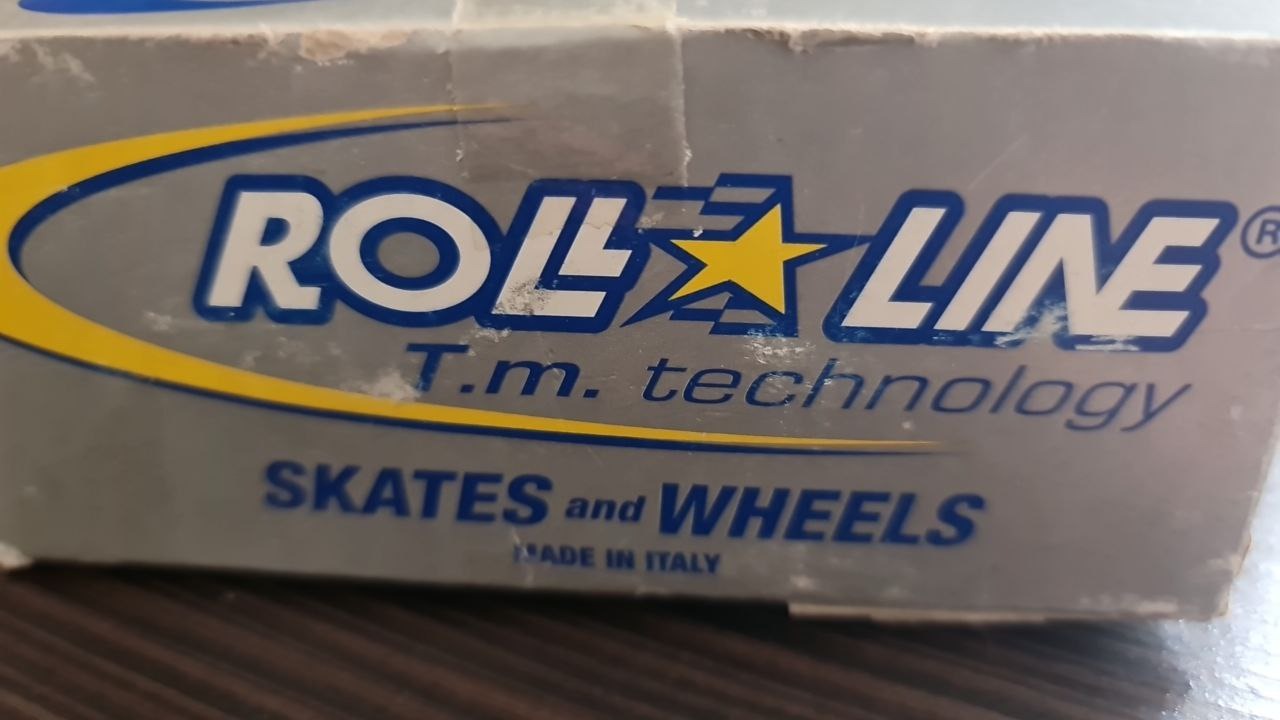 ROLL LINE ®
T.m. technology
SKATES and WHEELS
MADE IN ITALY